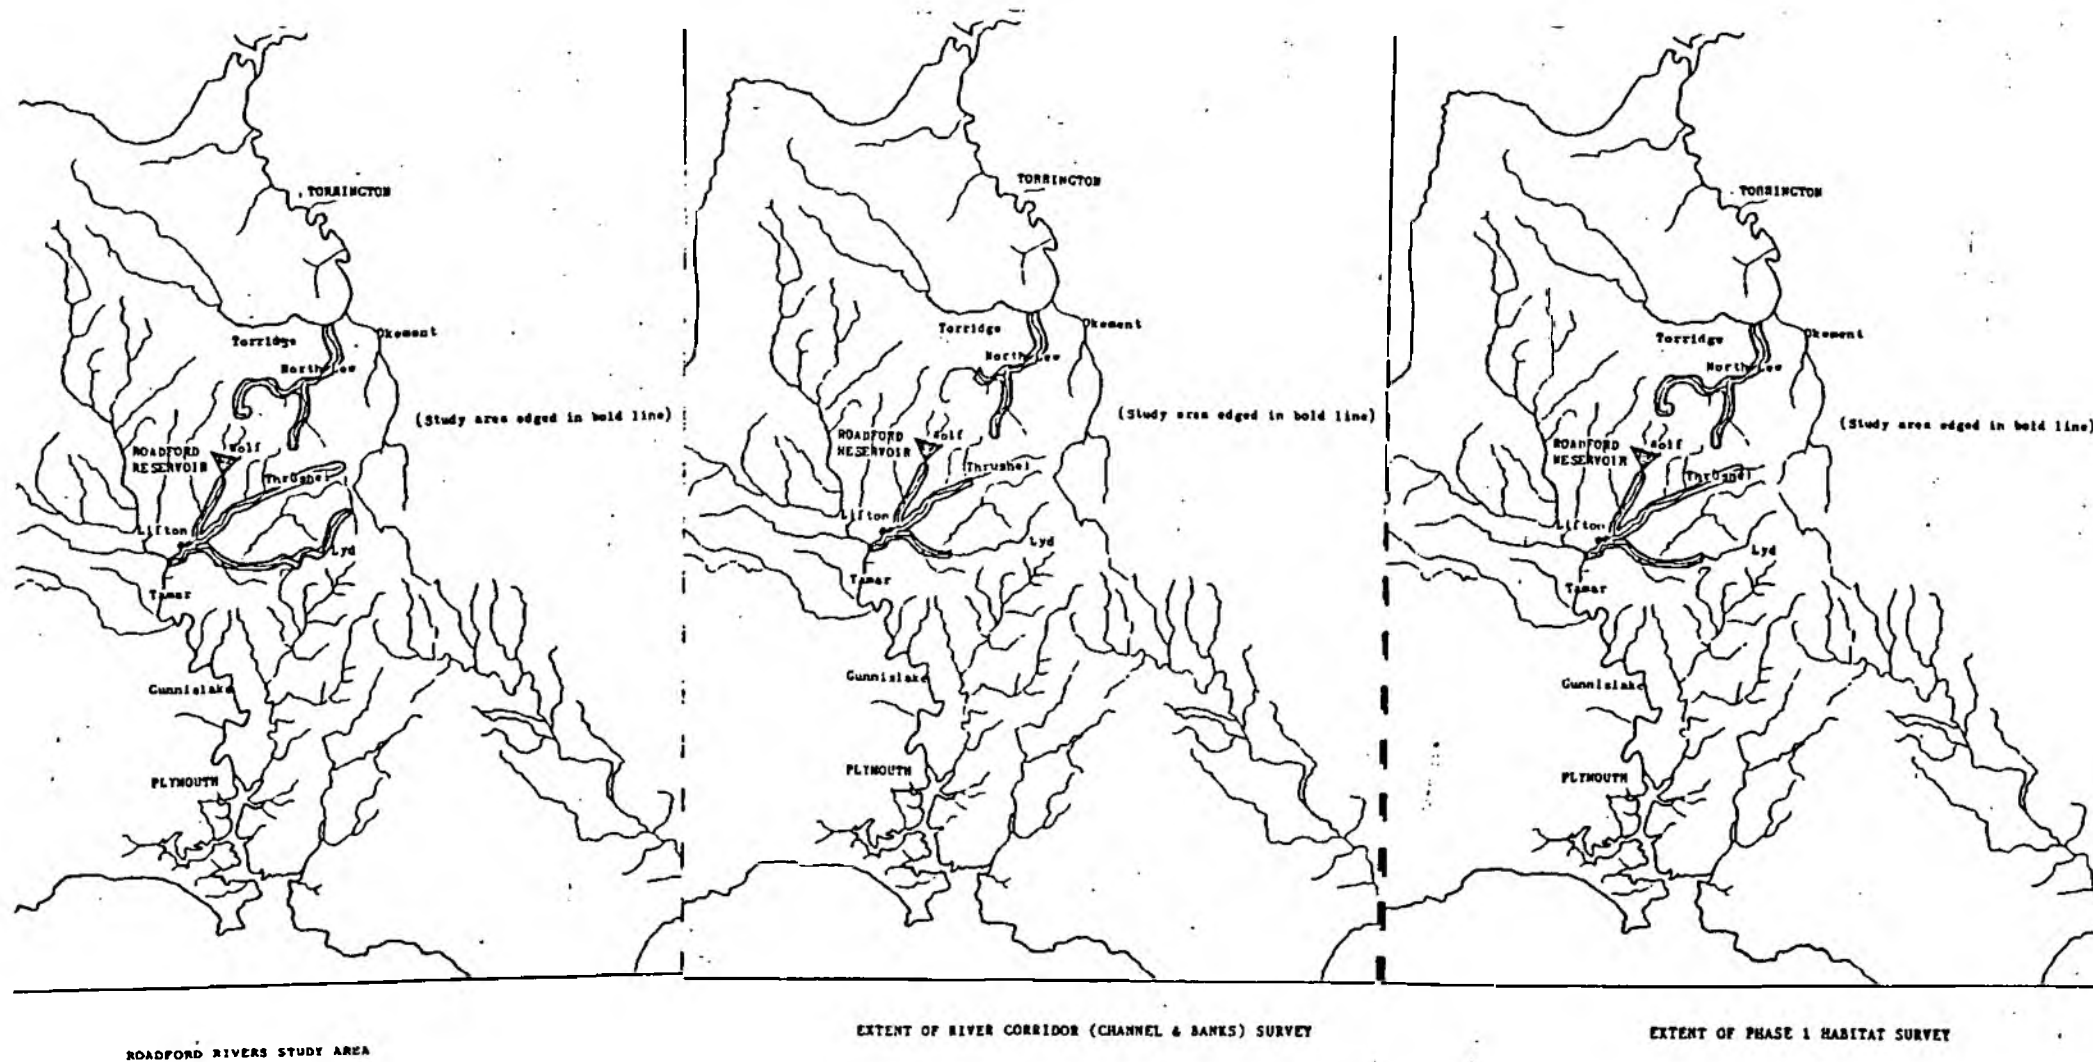 TORRINGTON
Okement
Torridge
North Lew
(Study area edged in bold line)
Wolf
ROADFORD
RESERVOIR
Thrushel
Lifton
Lyd
Tamar
Gunnislake
PLYMOUTH
ROADFORD RIVERS STUDY AREA
TORRINGTON
Okement
Torridge
North Lew
(Study area edged in bold line)
Wolf
ROADFORD
RESERVOIR
Thrushel
Lifton
Lyd
Tamar
Gunnislake
PLYMOUTH
EXTENT OF RIVER CORRIDOR (CHANNEL & BANKS) SURVEY
TORRINGTON
Okement
Torridge
North Lew
(Study area edged in bold line)
Wolf
ROADFORD
RESERVOIR
Thrushel
Lifton
Lyd
Tamar
Gunnislake
PLYMOUTH
EXTENT OF PHASE 1 HABITAT SURVEY